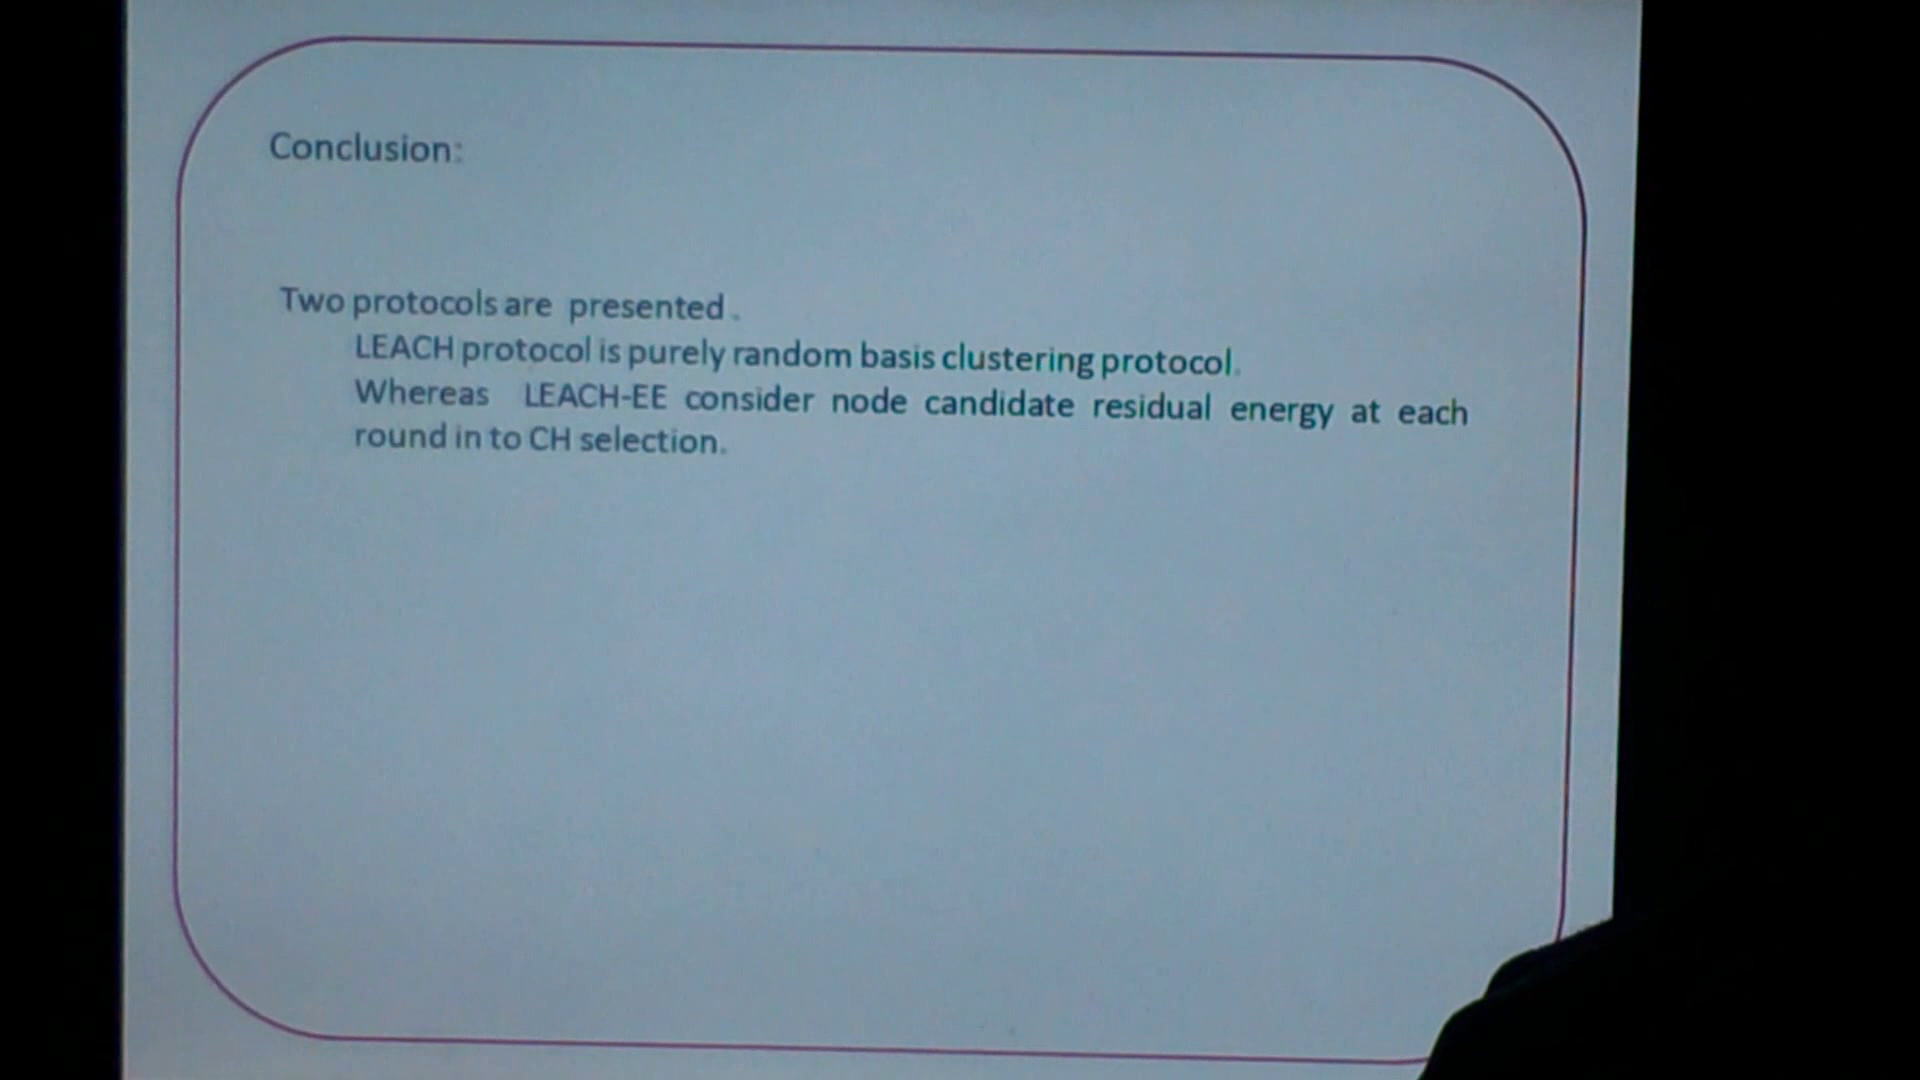 Conclusion:
Two protocols are presented .
LEACH protocol is purely random basis clustering protocol.
Whereas LEACH-EE consider node candidate residual energy at each
round in to CH selection.